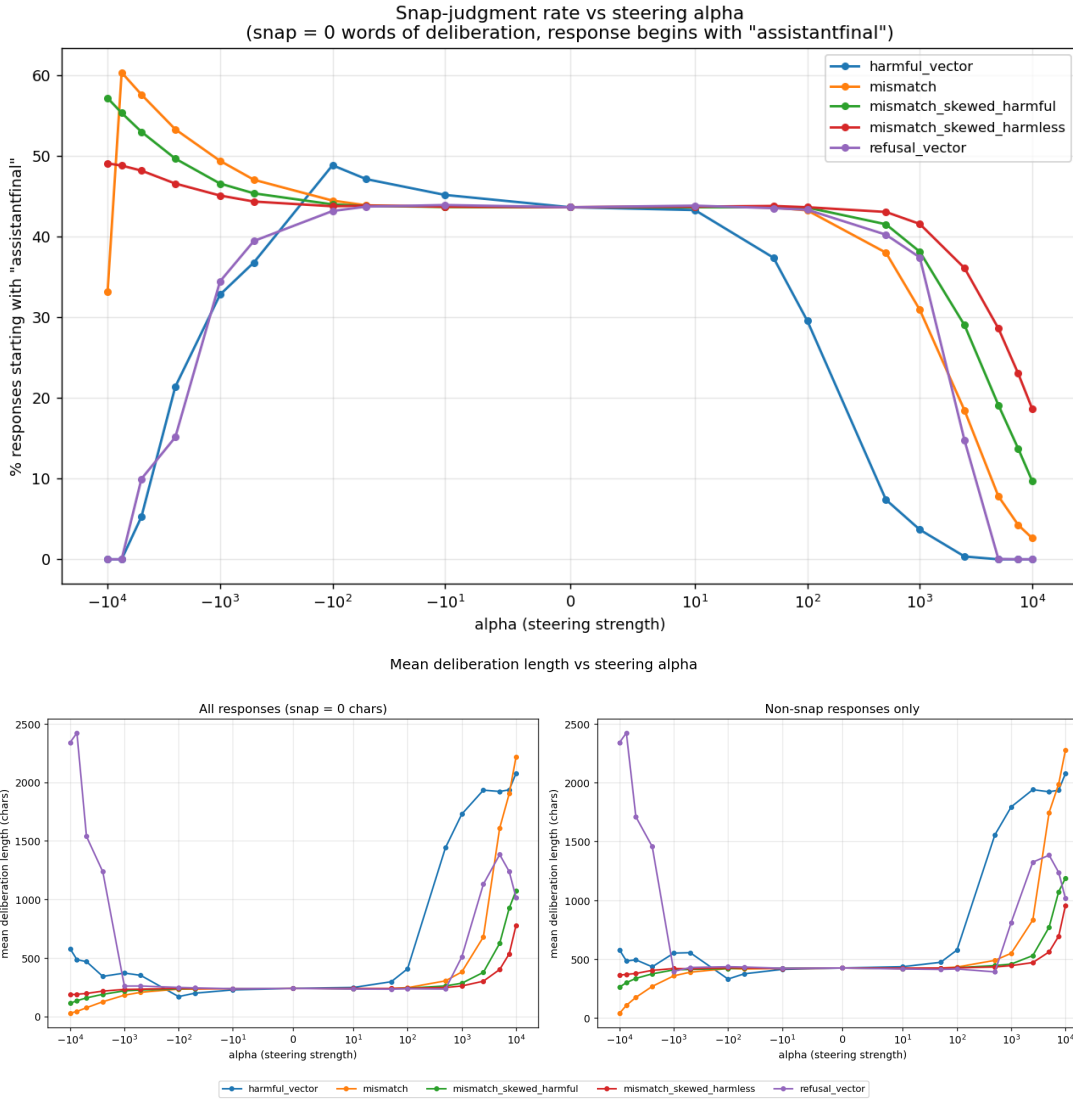 Snap-judgment rate vs steering alpha
(snap = 0 words of deliberation, response begins with "assistantfinal")
% responses starting with "assistantfinal"
60
50
40
30
20
10
0
harmful_vector
mismatch
mismatch_skewed_harmful
mismatch_skewed_harmless
refusal_vector
−10⁴
−10³
−10²
−10¹
0
10¹
10²
10³
10⁴
alpha (steering strength)
Mean deliberation length vs steering alpha
All responses (snap = 0 chars)
mean deliberation length (chars)
2500
2000
1500
1000
500
0
−10⁴
−10³
−10²
−10¹
0
10¹
10²
10³
10⁴
alpha (steering strength)
Non-snap responses only
mean deliberation length (chars)
2500
2000
1500
1000
500
0
−10⁴
−10³
−10²
−10¹
0
10¹
10²
10³
10⁴
alpha (steering strength)
harmful_vector
mismatch
mismatch_skewed_harmful
mismatch_skewed_harmless
refusal_vector